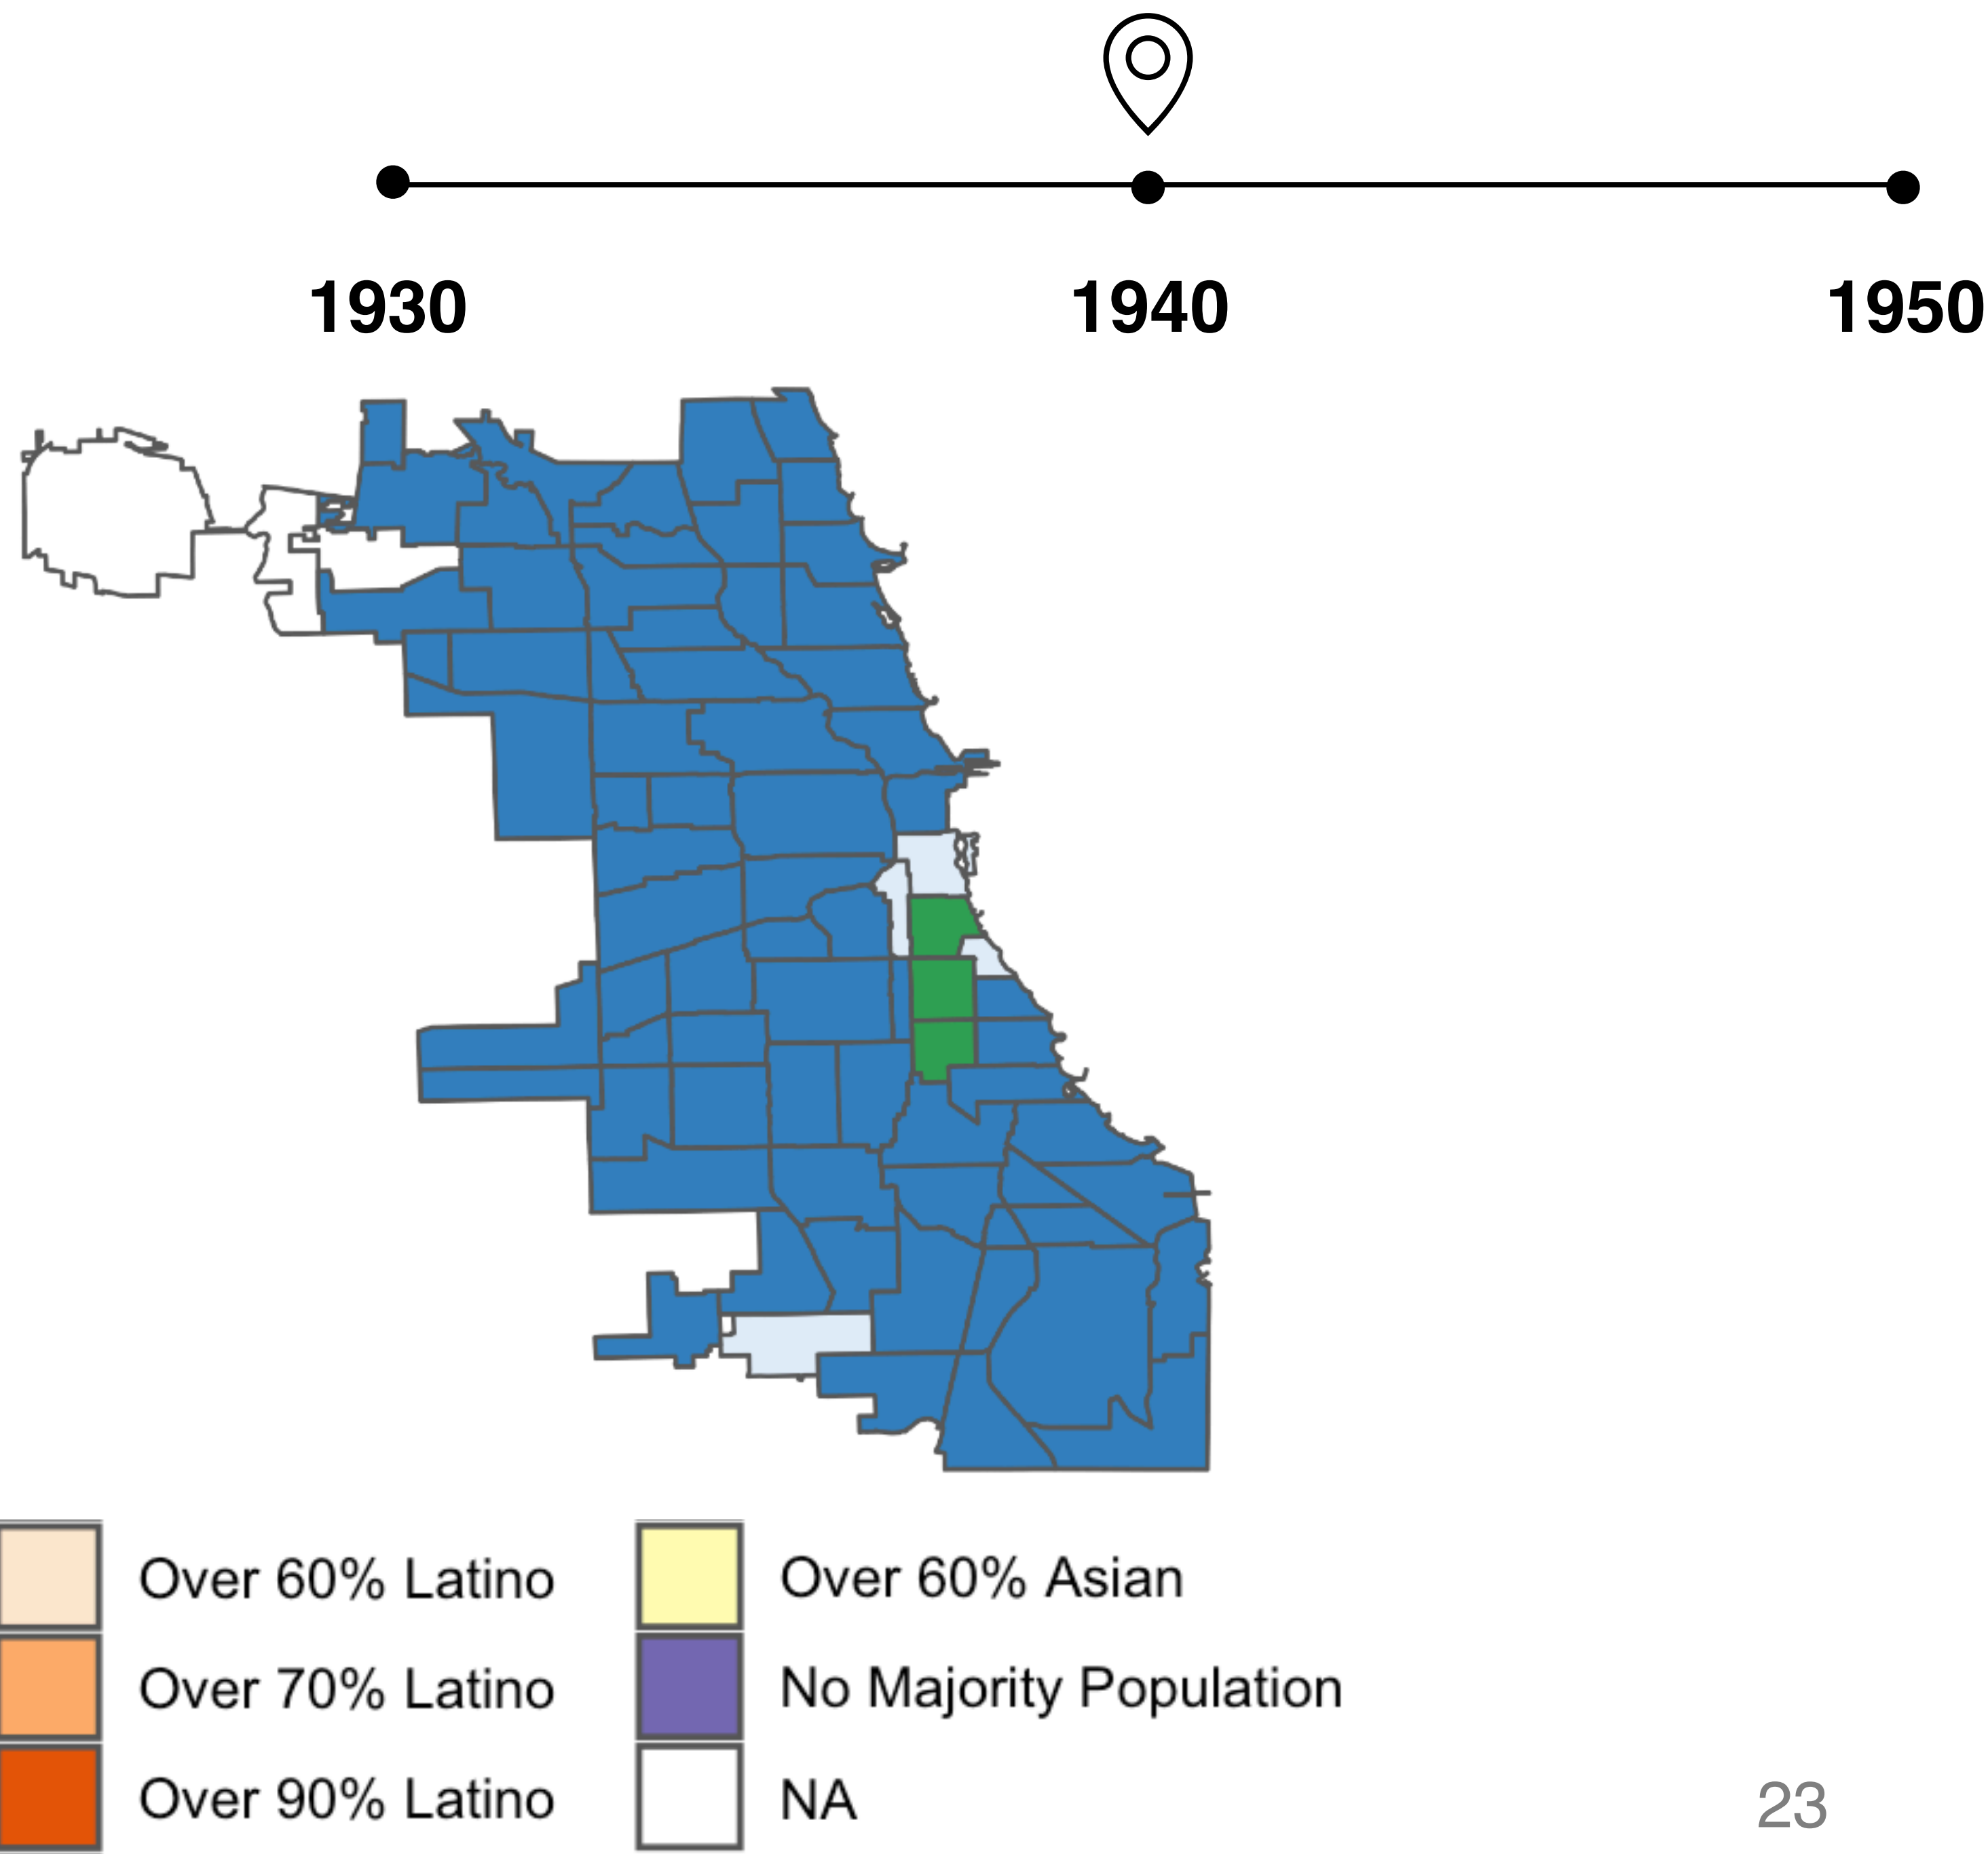 1930 1940 1950
Over 60% Latino
Over 70% Latino
Over 90% Latino
Over 60% Asian
No Majority Population
NA
23